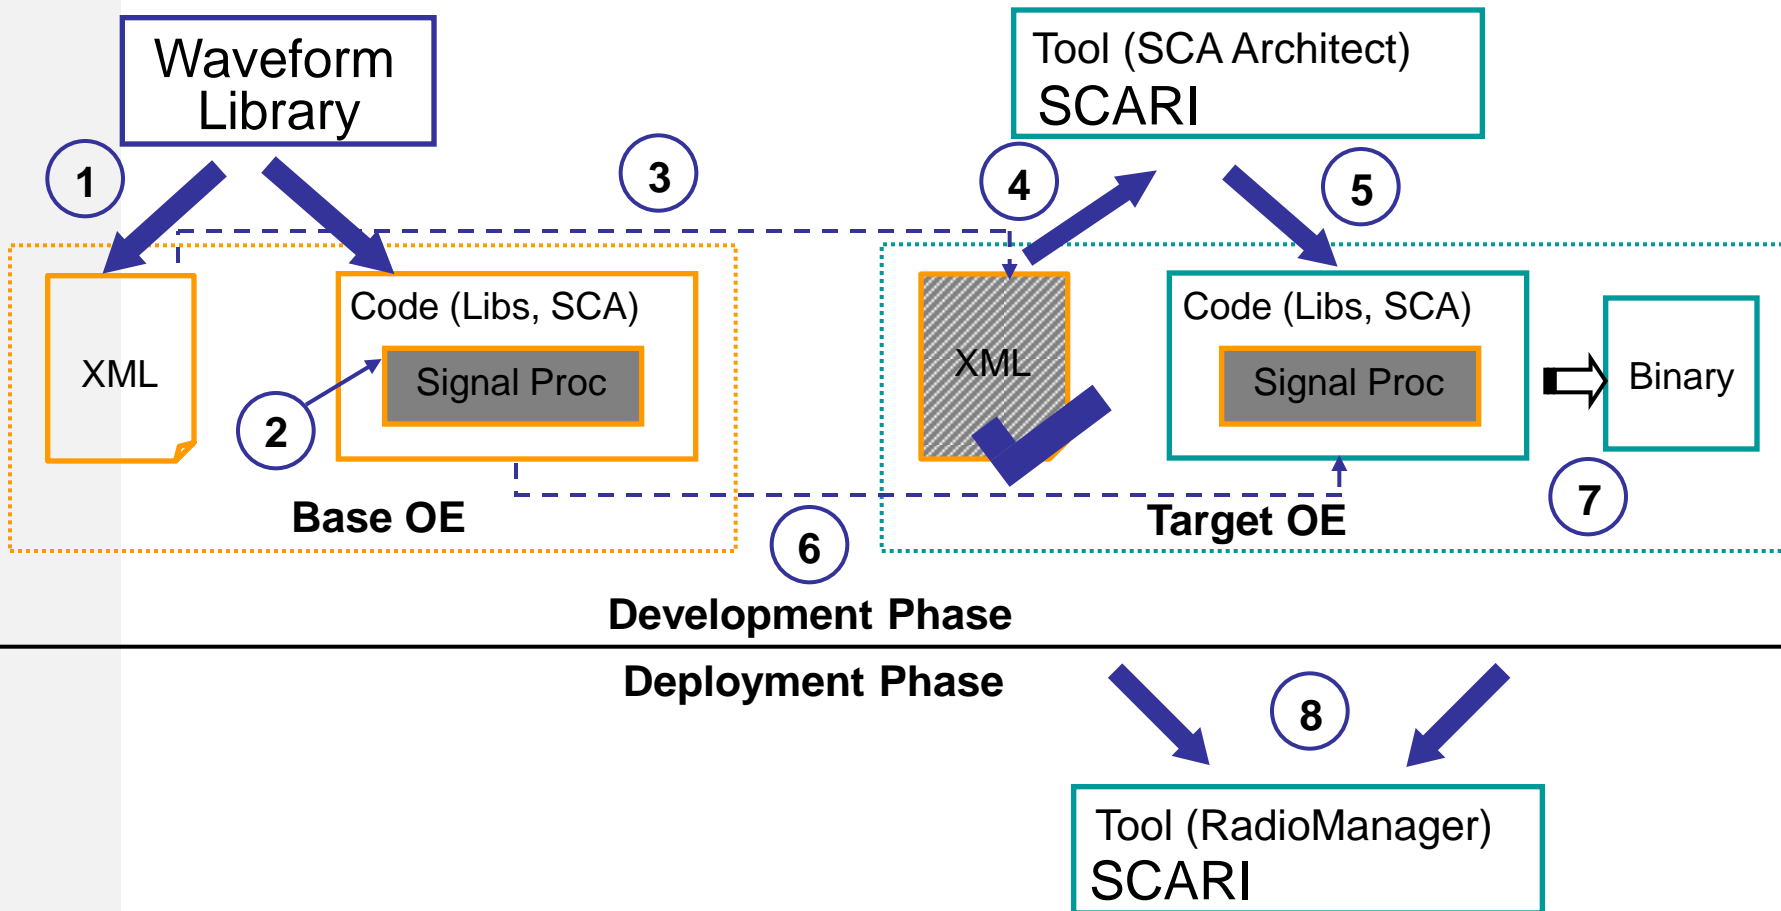 Waveform
Library
Tool (SCA Architect)
SCARI
1
3
4
5
XML
Code (Libs, SCA)
Signal Proc
2
Base OE
XML
Code (Libs, SCA)
Signal Proc
Binary
Target OE
7
6
Development Phase
Deployment Phase
8
Tool (RadioManager)
SCARI